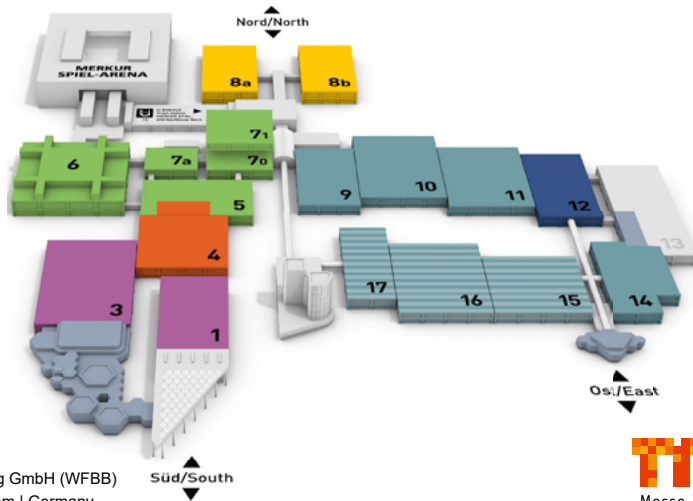 Nord/North
MERKUR
SPIEL-ARENA
8a
8b
U
71
6
7a
70
9
10
11
12
5
13
4
3
17
16
15
14
1
Ost/East
Süd/South
g GmbH (WFBB)
m | Germany
Messe